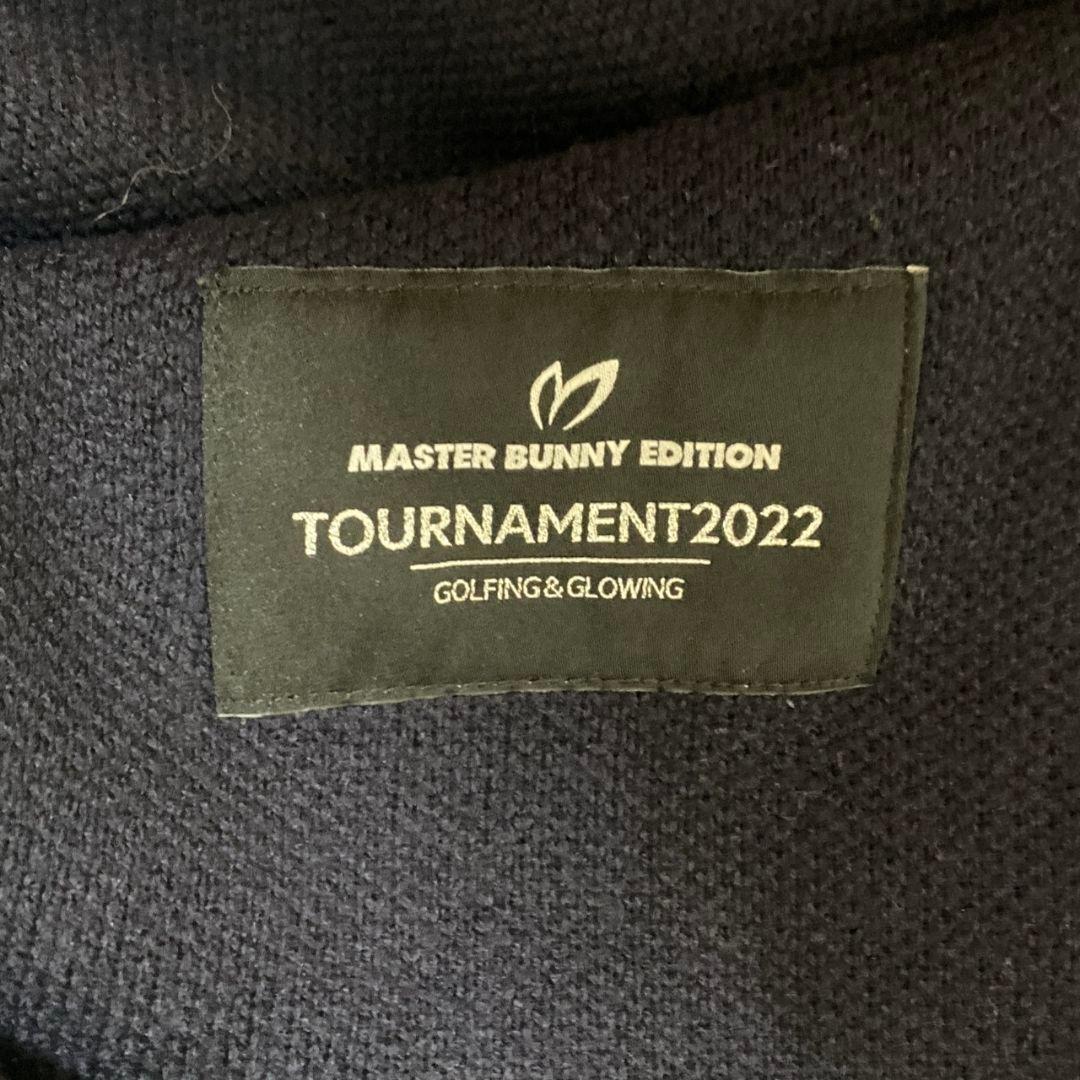 MASTER BUNNY EDITION
TOURNAMENT2022
GOLFING&GLOWING